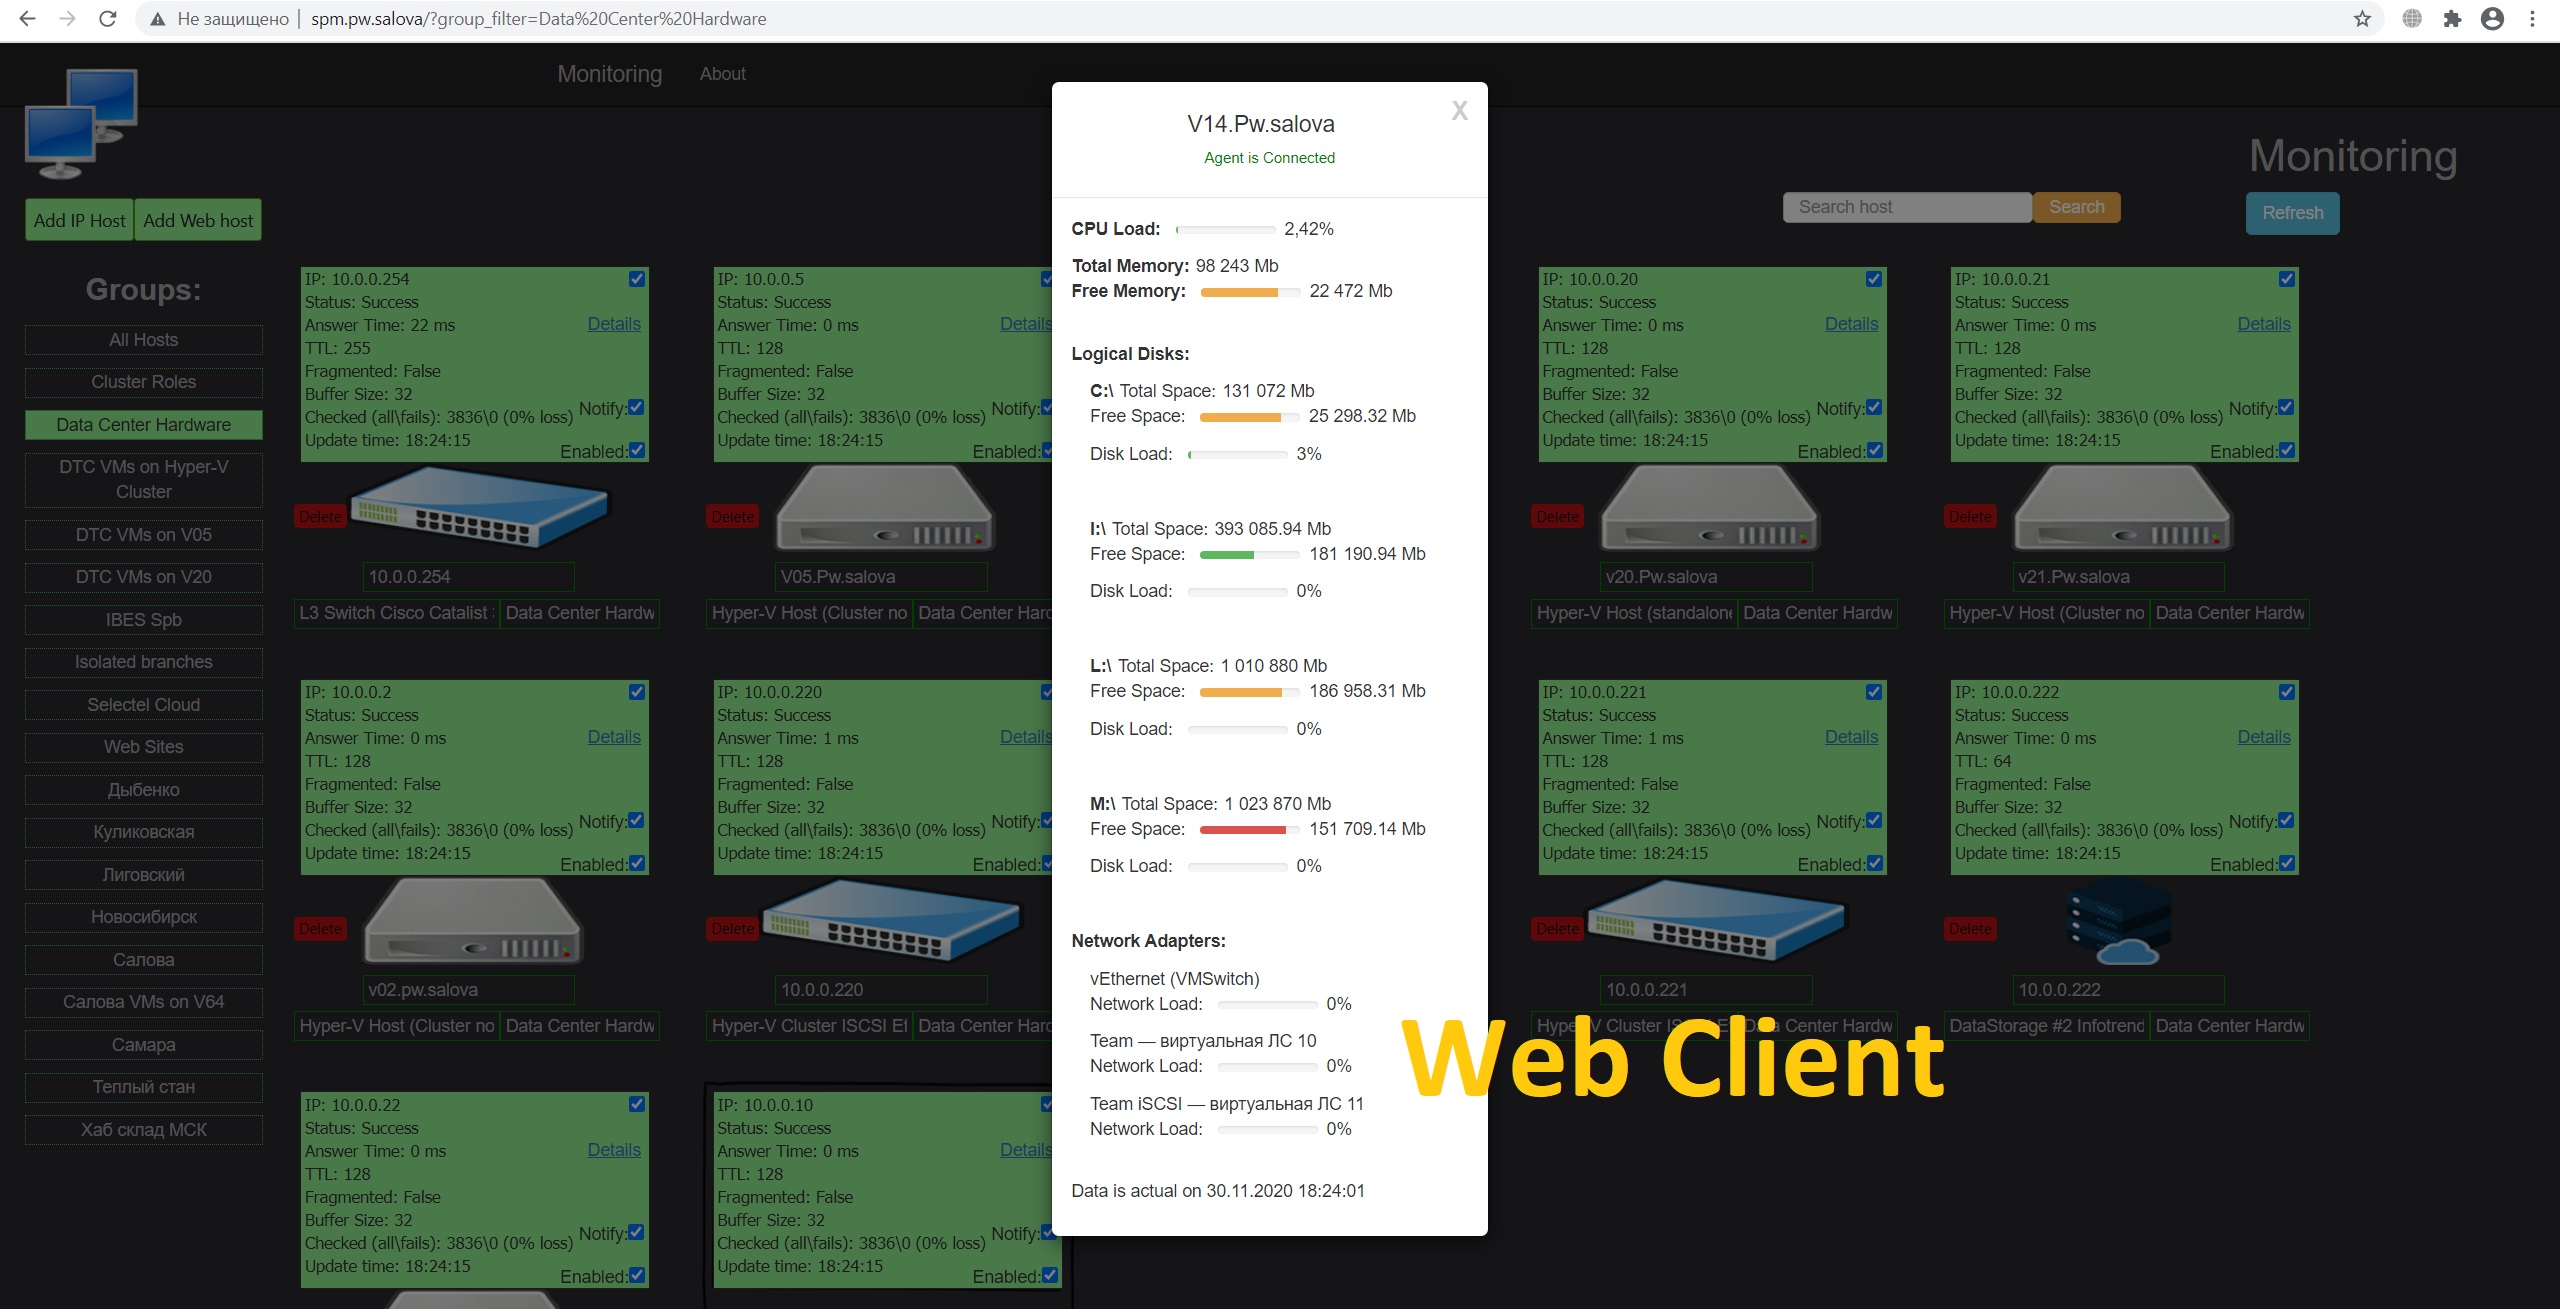 Не защищено | spm.pw.salova/?group_filter=Data%20Center%20Hardware
Monitoring About
Monitoring
Add IP Host Add Web host
Search host Search Refresh
Groups:
All Hosts
Cluster Roles
Data Center Hardware
DTC VMs on Hyper-V
Cluster
DTC VMs on V05
DTC VMs on V20
IBES Spb
Isolated branches
Selectel Cloud
Web Sites
Дыбенко
Куликовская
Лиговский
Новосибирск
Салова
Салова VMs on V64
Самара
Теплый стан
Хаб склад МСК
IP: 10.0.0.254
Status: Success
Answer Time: 22 ms Details
TTL: 255
Fragmented: False
Buffer Size: 32
Checked (all\fails): 3836\0 (0% loss) Notify:
Update time: 18:24:15
Enabled:
Delete
10.0.0.254
L3 Switch Cisco Catalist Data Center Hardw
IP: 10.0.0.5
Status: Success
Answer Time: 0 ms Details
TTL: 128
Fragmented: False
Buffer Size: 32
Checked (all\fails): 3836\0 (0% loss) Notify:
Update time: 18:24:15
Enabled:
Delete
V05.Pw.salova
Hyper-V Host (Cluster no Data Center Hard
IP: 10.0.0.20
Status: Success
Answer Time: 0 ms Details
TTL: 128
Fragmented: False
Buffer Size: 32
Checked (all\fails): 3836\0 (0% loss) Notify:
Update time: 18:24:15
Enabled:
Delete
v20.Pw.salova
Hyper-V Host (standalone Data Center Hardw
IP: 10.0.0.21
Status: Success
Answer Time: 0 ms Details
TTL: 128
Fragmented: False
Buffer Size: 32
Checked (all\fails): 3836\0 (0% loss) Notify:
Update time: 18:24:15
Enabled:
Delete
v21.Pw.salova
Hyper-V Host (Cluster no Data Center Hardw
IP: 10.0.0.2
Status: Success
Answer Time: 0 ms Details
TTL: 128
Fragmented: False
Buffer Size: 32
Checked (all\fails): 3836\0 (0% loss) Notify:
Update time: 18:24:15
Enabled:
Delete
v02.pw.salova
Hyper-V Host (Cluster no Data Center Hardw
IP: 10.0.0.220
Status: Success
Answer Time: 1 ms Details
TTL: 128
Fragmented: False
Buffer Size: 32
Checked (all\fails): 3836\0 (0% loss) Notify:
Update time: 18:24:15
Enabled:
Delete
10.0.0.220
Hyper-V Cluster ISCSI Et Data Center Hard
IP: 10.0.0.221
Status: Success
Answer Time: 1 ms Details
TTL: 128
Fragmented: False
Buffer Size: 32
Checked (all\fails): 3836\0 (0% loss) Notify:
Update time: 18:24:15
Enabled:
Delete
10.0.0.221
Hyper-V Cluster Data Center Hardw
IP: 10.0.0.222
Status: Success
Answer Time: 0 ms Details
TTL: 64
Fragmented: False
Buffer Size: 32
Checked (all\fails): 3836\0 (0% loss) Notify:
Update time: 18:24:15
Enabled:
Delete
10.0.0.222
DataStorage #2 Infotrend Data Center Hardw
IP: 10.0.0.22
Status: Success
Answer Time: 0 ms Details
TTL: 128
Fragmented: False
Buffer Size: 32
Checked (all\fails): 3836\0 (0% loss) Notify:
Update time: 18:24:15
Enabled:
IP: 10.0.0.10
Status: Success
Answer Time: 0 ms Details
TTL: 128
Fragmented: False
Buffer Size: 32
Checked (all\fails): 3836\0 (0% loss) Notify:
Update time: 18:24:15
Enabled:
X
V14.Pw.salova
Agent is Connected
CPU Load: 2,42%
Total Memory: 98 243 Mb
Free Memory: 22 472 Mb
Logical Disks:
C:\ Total Space: 131 072 Mb
Free Space: 25 298.32 Mb
Disk Load: 3%
I:\ Total Space: 393 085.94 Mb
Free Space: 181 190.94 Mb
Disk Load: 0%
L:\ Total Space: 1 010 880 Mb
Free Space: 186 958.31 Mb
Disk Load: 0%
M:\ Total Space: 1 023 870 Mb
Free Space: 151 709.14 Mb
Disk Load: 0%
Network Adapters:
vEthernet (VMSwitch)
Network Load: 0%
Team — виртуальная ЛС 10
Network Load: 0%
Team iSCSI — виртуальная ЛС 11
Network Load: 0%
Data is actual on 30.11.2020 18:24:01
Web Client